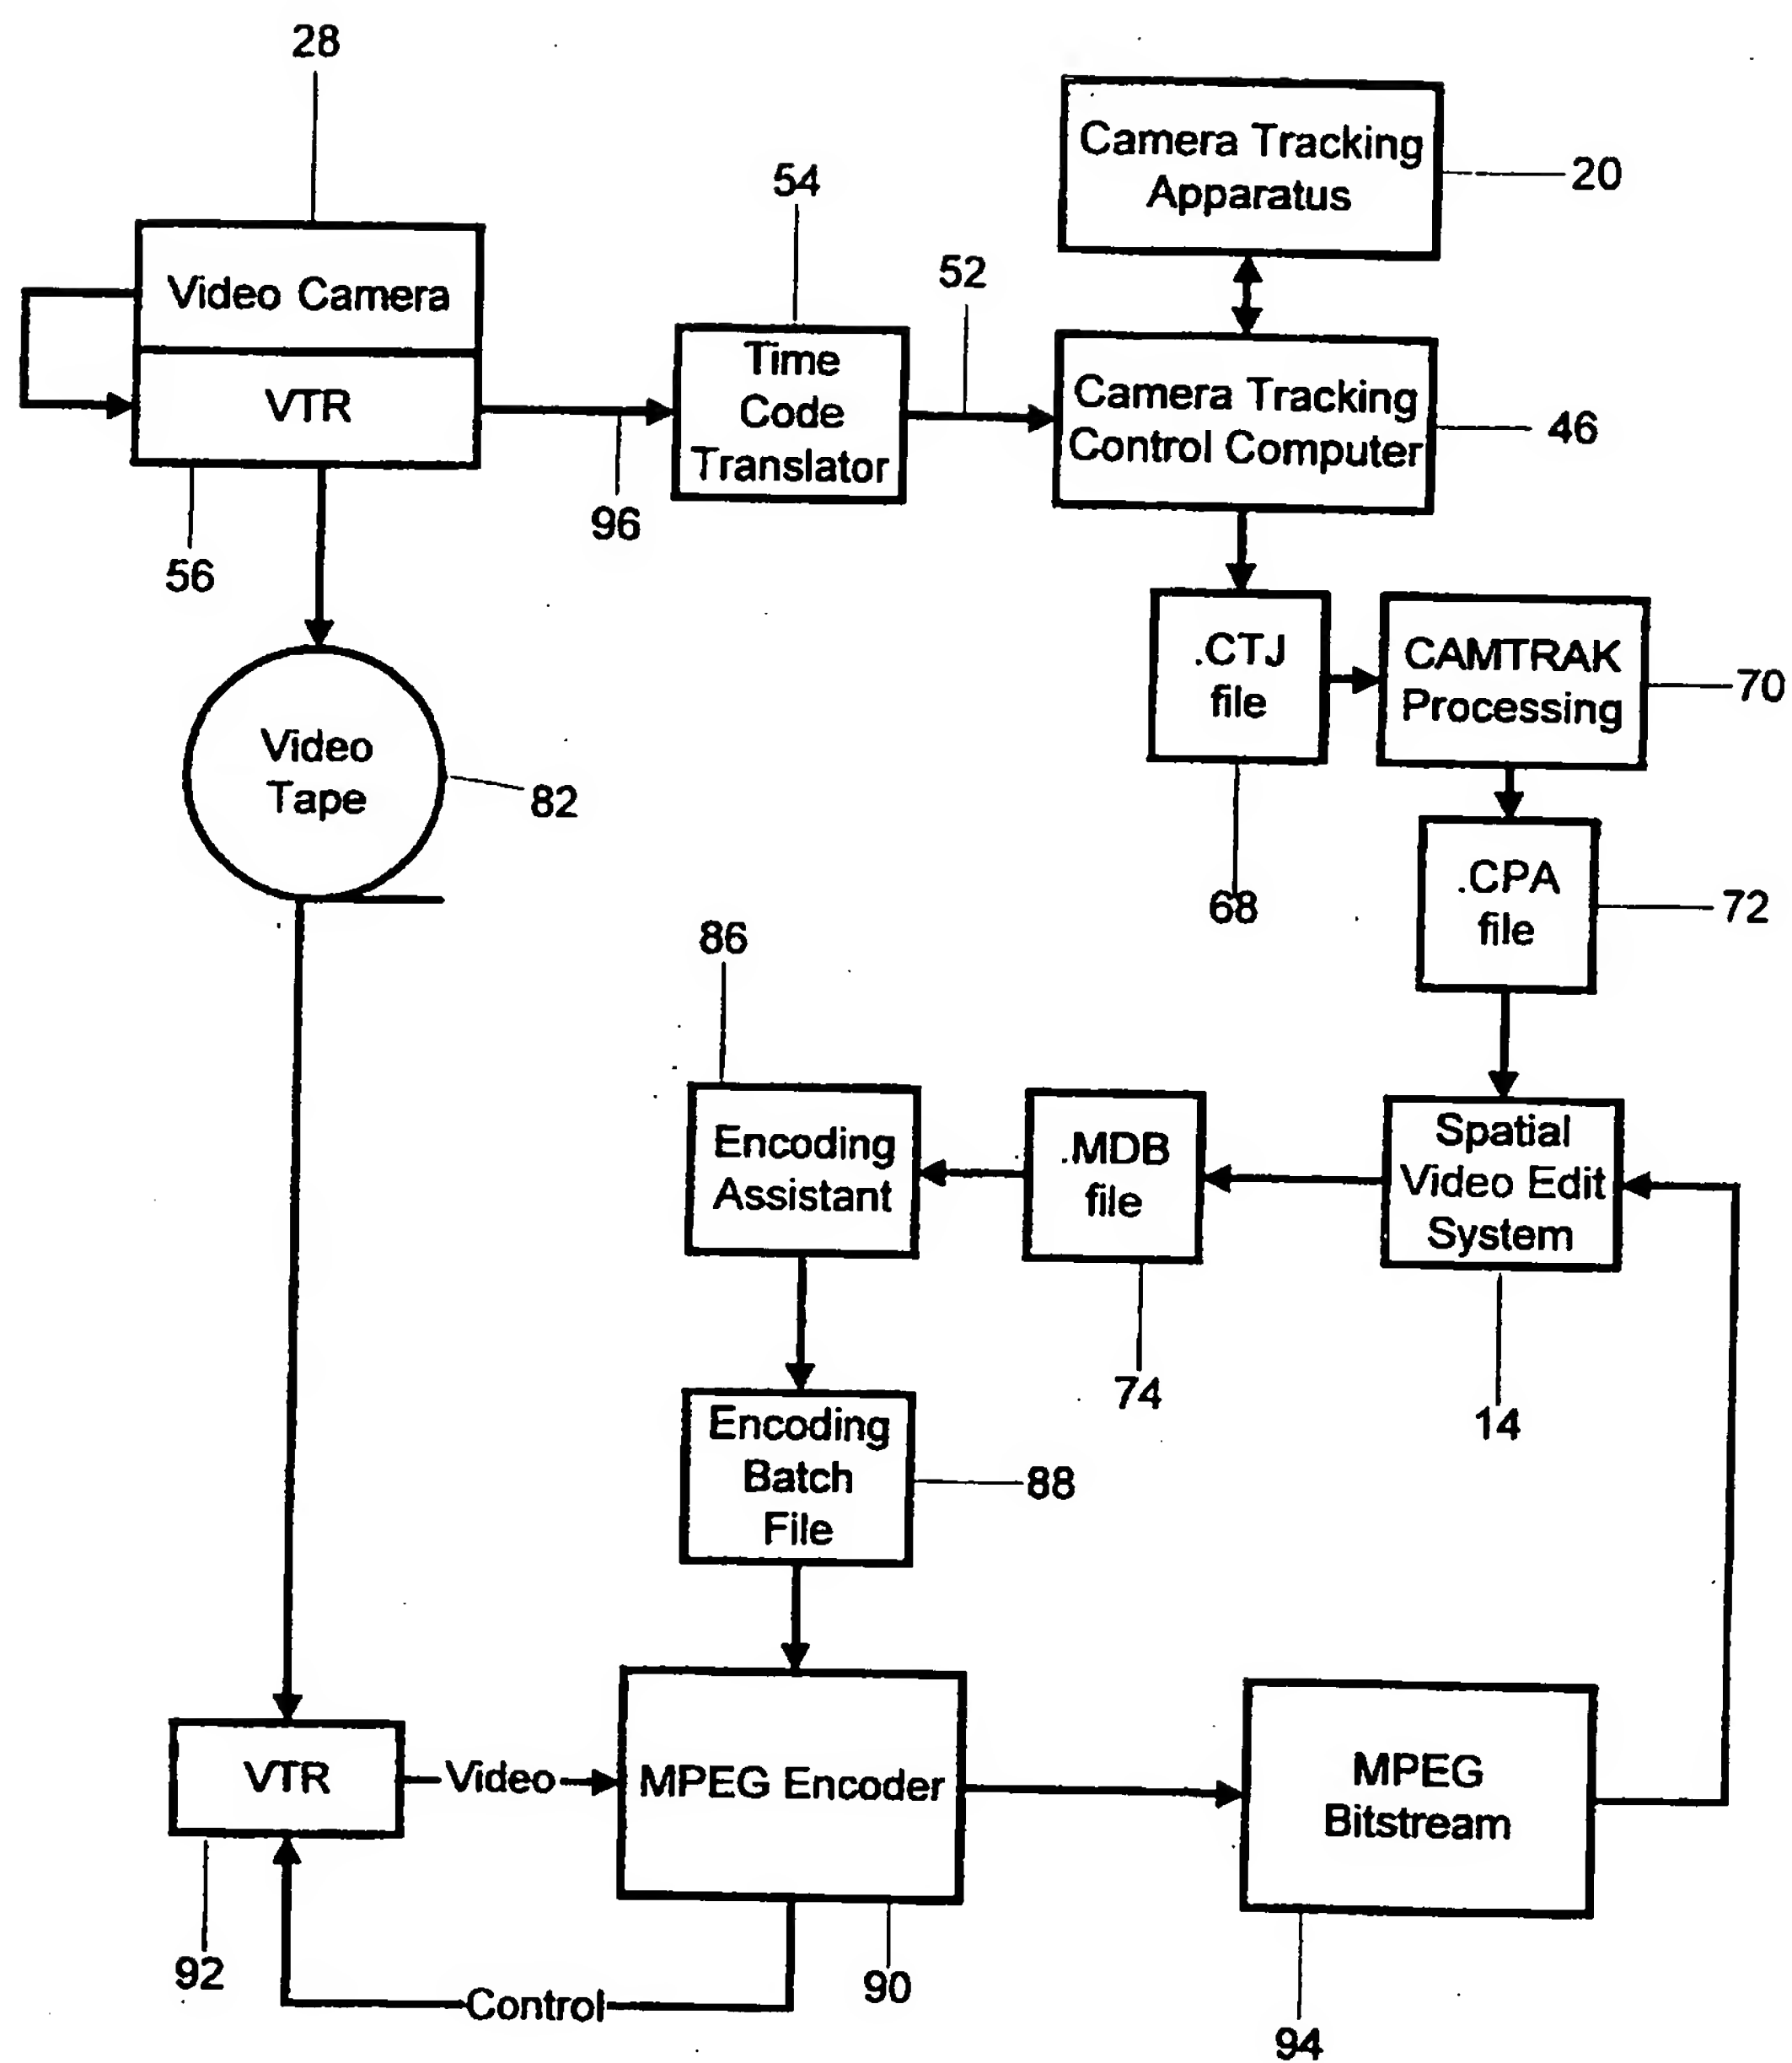 28
Camera Tracking
Apparatus
20
54
52
Video Camera
VTR
Time
Code
Translator
Camera Tracking
Control Computer
46
96
56
.CTJ
file
CAMTRAK
Processing
70
Video
Tape
82
68
.CPA
file
72
86
Encoding
Assistant
.MDB
file
Spatial
Video Edit
System
74
14
Encoding
Batch
File
88
VTR
Video
MPEG Encoder
MPEG
Bitstream
92
90
Control
94